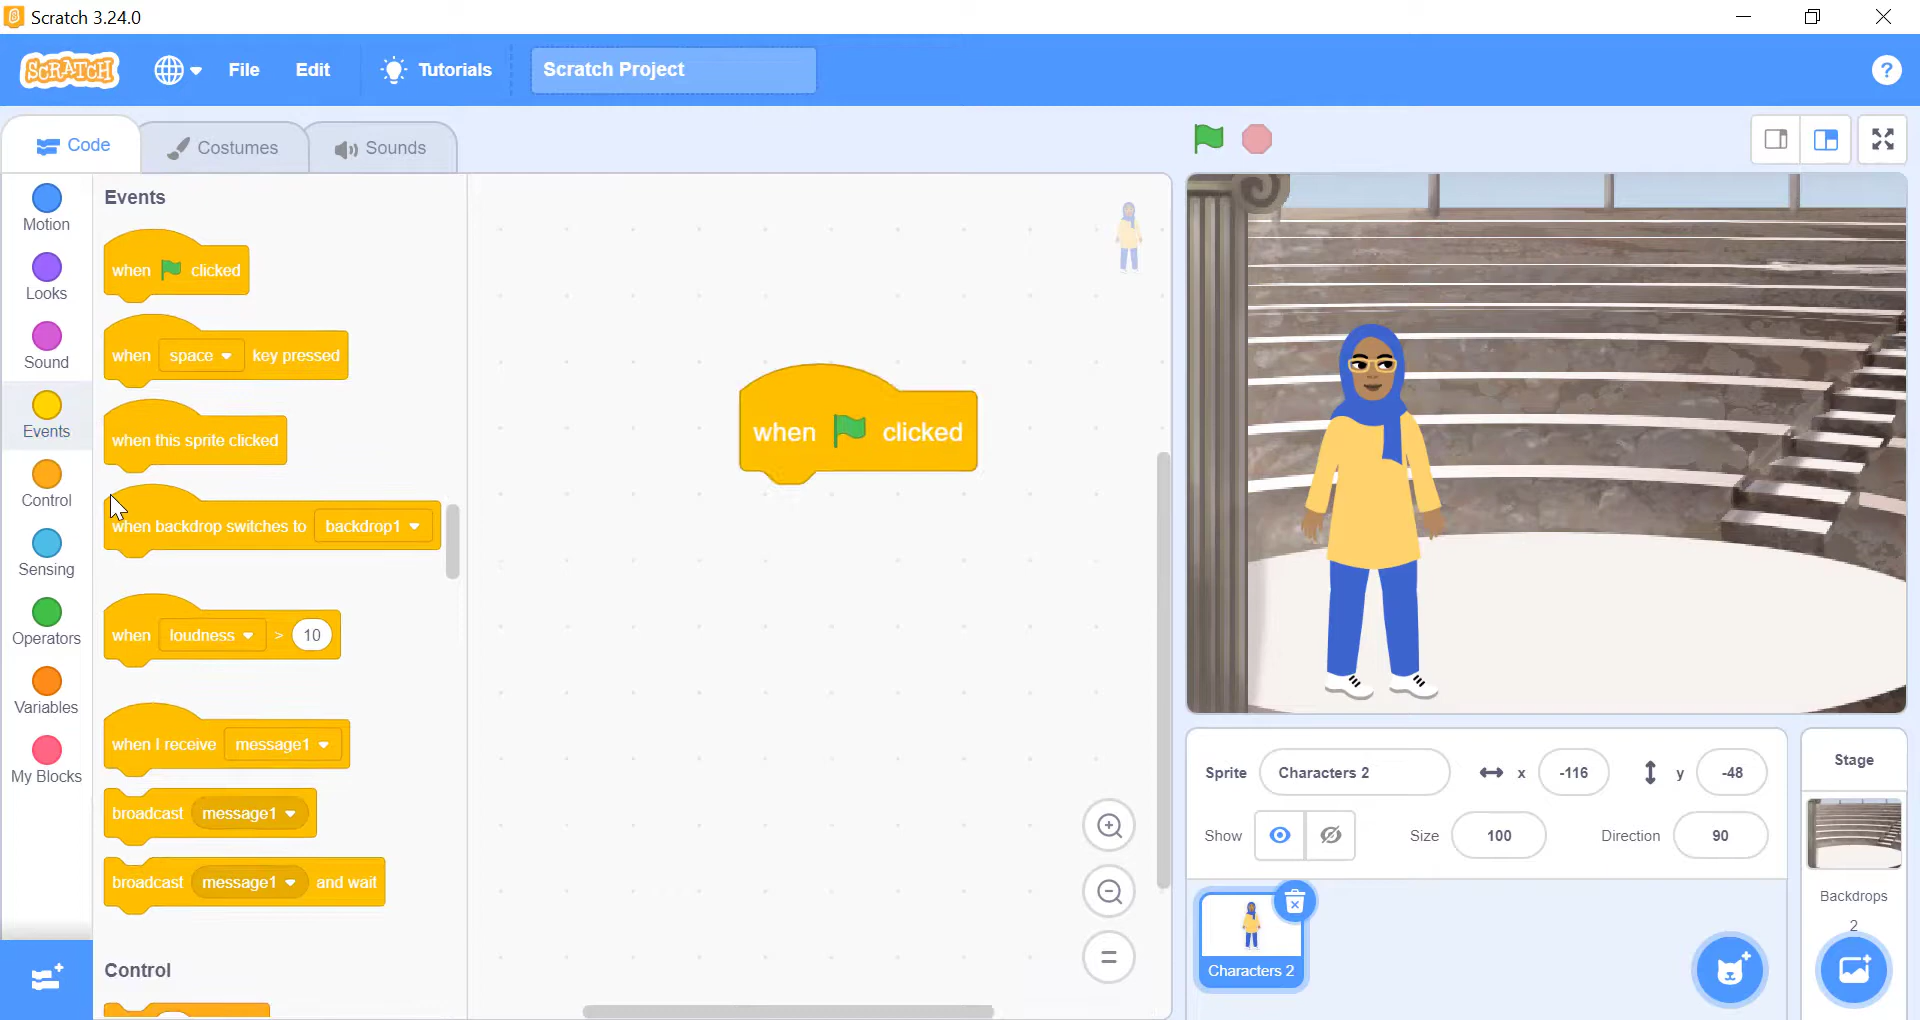 Scratch 3.24.0
SCRATCH
File
Edit
Tutorials
Scratch Project
?
Code
Costumes
Sounds
Motion
Looks
Sound
Events
Control
Sensing
Operators
Variables
My Blocks
Events
when clicked
when space key pressed
when this sprite clicked
when backdrop switches to backdrop1
when loudness > 10
when I receive message1
broadcast message1
broadcast message1 and wait
Control
when clicked
Sprite Characters 2 x -116 y -48
Show Size 100 Direction 90
Characters 2
Stage
Backdrops
2